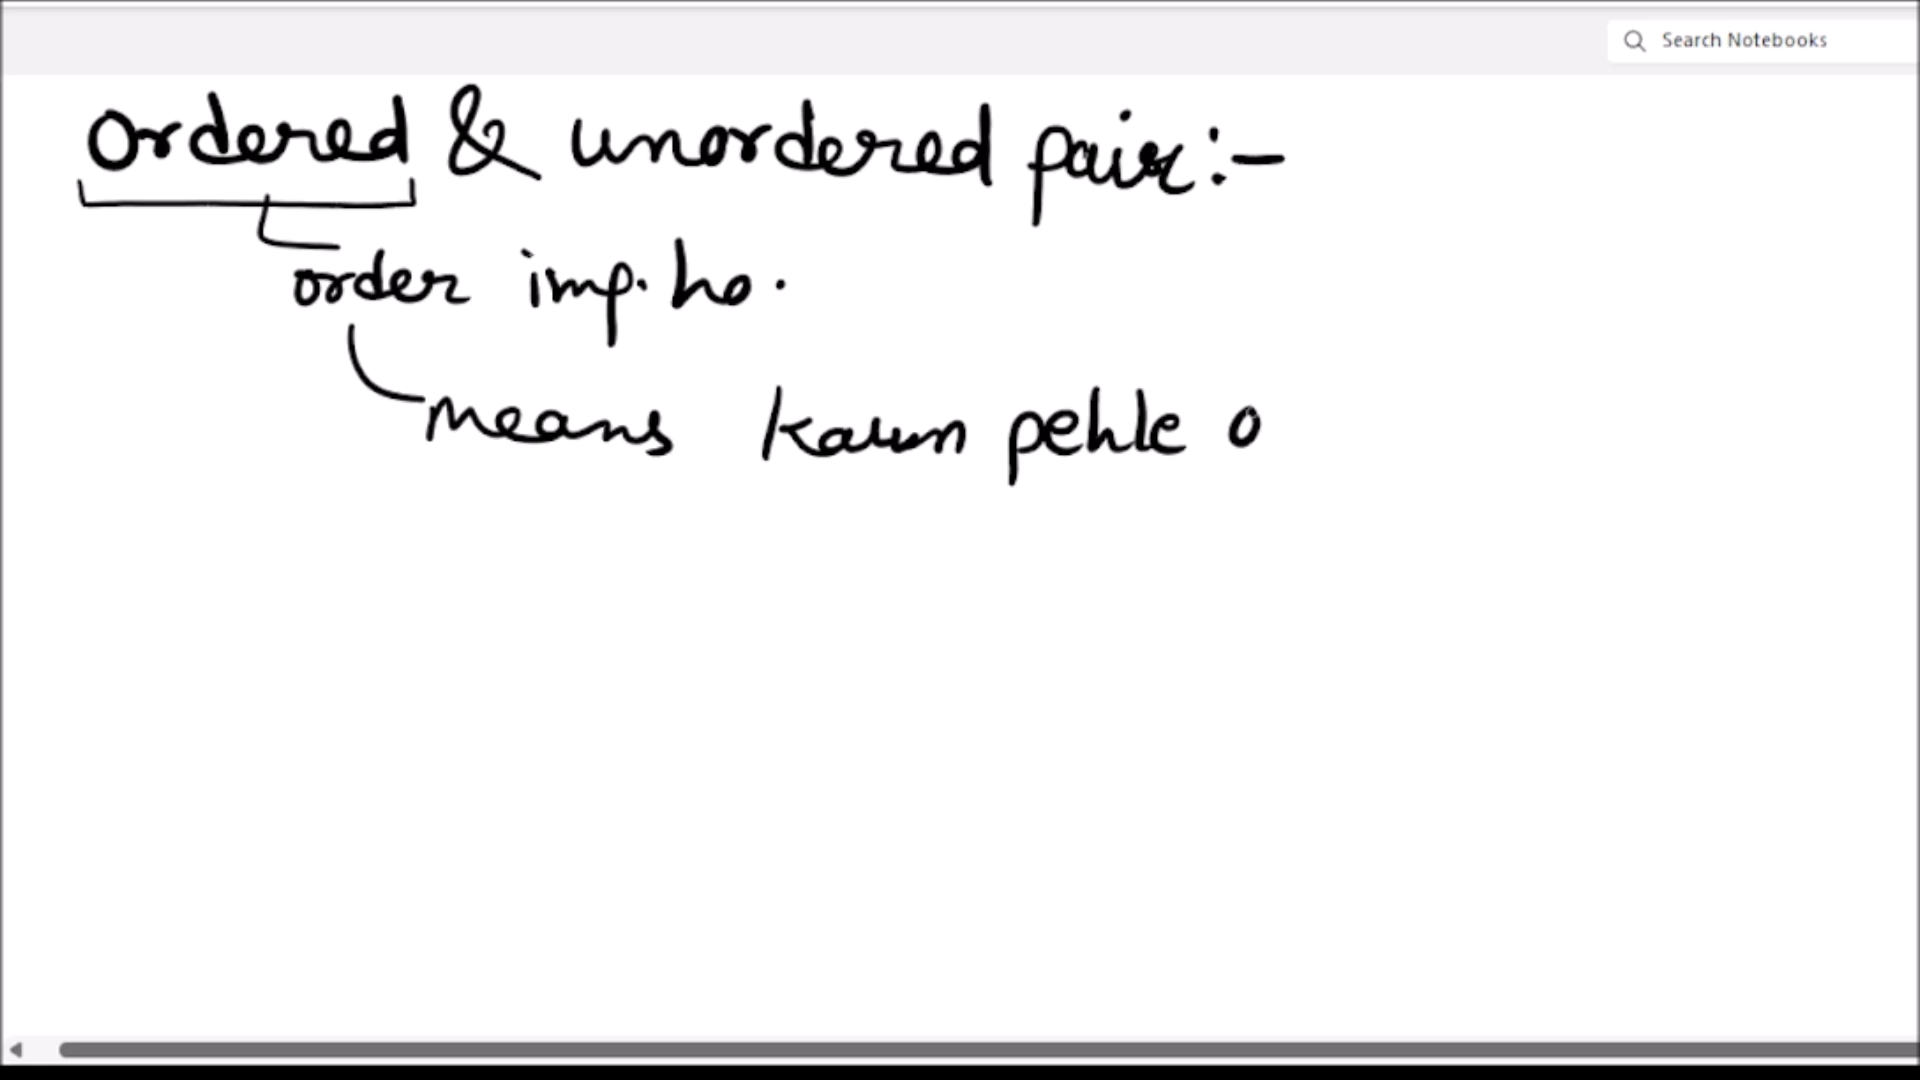 Search Notebooks
Ordered & unordered pair:-
order imp. ho.
means kaun pehle o